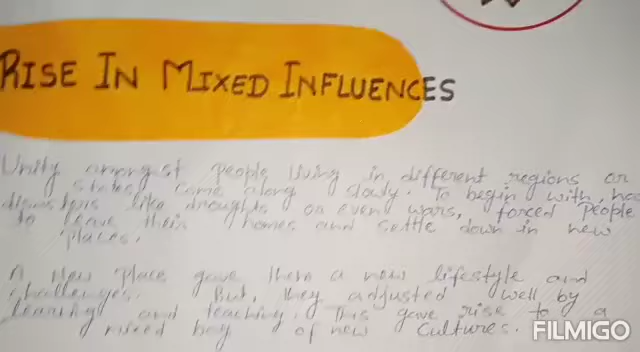 RISE IN MIXED INFLUENCES
Unity amongst people living in different regions or
states, came along slowly. To begin with, 
disasters like droughts or even wars, forced people
to leave their homes and settle down in new
places.
A New place gave them a new lifestyle and
challenges. But, they adjusted well by
learning and teaching. This gave rise to a
mixed bag of new cultures.
FILMIGO